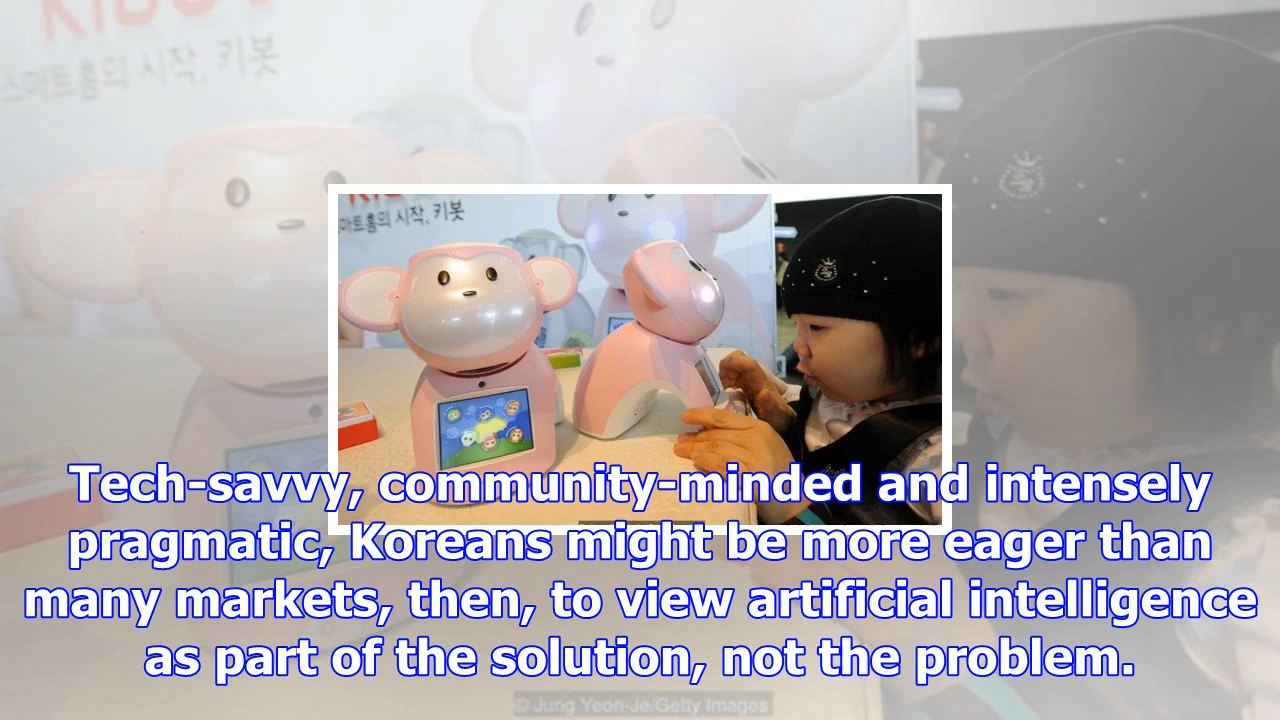 스마트홈의 시작, 키봇
마트홈의 시작, 키봇
Tech-savvy, community-minded and intensely
pragmatic, Koreans might be more eager than
many markets, then, to view artificial intelligence
as part of the solution, not the problem.
© Jung Yeon-Je/Getty Images